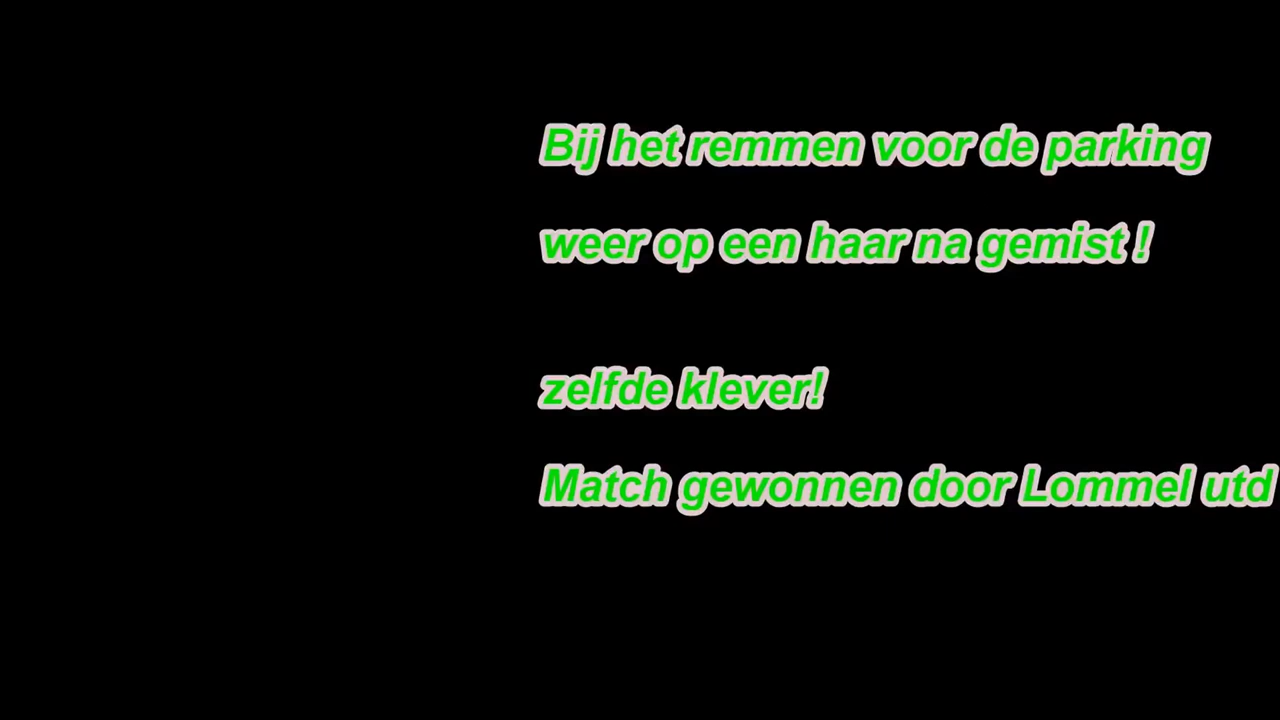 Bij het remmen voor de parking
weer op een haar na gemist !
zelfde klever!
Match gewonnen door Lommel utd